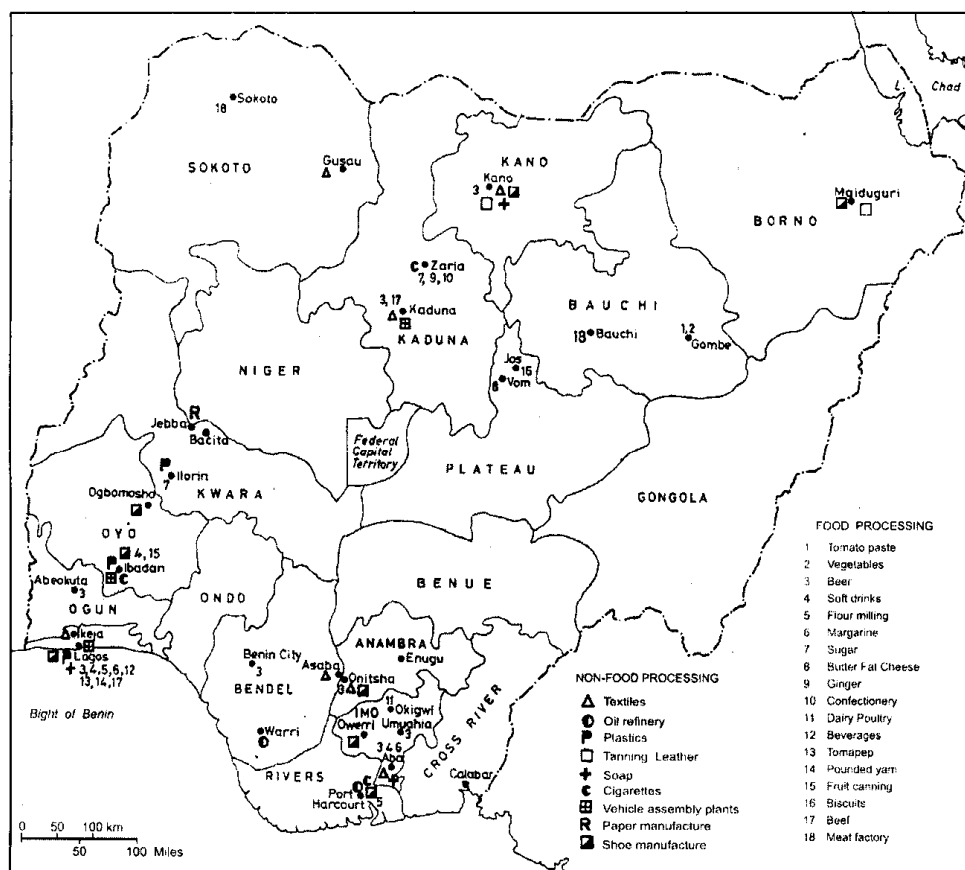 L. Chad
Sokoto
18
SOKOTO
Gusau
KANO
Kano
3
Maiduguri
BORNO
Zaria
7, 9, 10
3, 17
Kaduna
KADUNA
BAUCHI
18 Bauchi
1,2
Gombe
Jos
15
Vom
NIGER
Jebba
Bacita
Federal
Capital
Territory
PLATEAU
Ilorin
7
KWARA
GONGOLA
Ogbomosho
OYO
4, 15
Ibadan
Abeokuta
3
OGUN
ONDO
BENUE
Ikeja
Lagos
3,4,5,6,12
13, 14, 17
Benin City
3
BENDEL
Asaba
ANAMBRA
Enugu
Onitsha
3
11
Okigwi
IMO
Owerri
Umuahia
3
Bight of Benin
Warri
3 4 6
Aba
CROSS RIVER
RIVERS
Port
Harcourt
5
Calabar
0 50 100 km
0 50 100 Miles
NON-FOOD PROCESSING
Textiles
Oil refinery
Plastics
Tanning Leather
Soap
Cigarettes
Vehicle assembly plants
R Paper manufacture
Shoe manufacture
FOOD PROCESSING
1 Tomato paste
2 Vegetables
3 Beer
4 Soft drinks
5 Flour milling
6 Margarine
7 Sugar
8 Butter Fat Cheese
9 Ginger
10 Confectionery
11 Dairy Poultry
12 Beverages
13 Tomapep
14 Pounded yam
15 Fruit canning
16 Biscuits
17 Beef
18 Meat factory